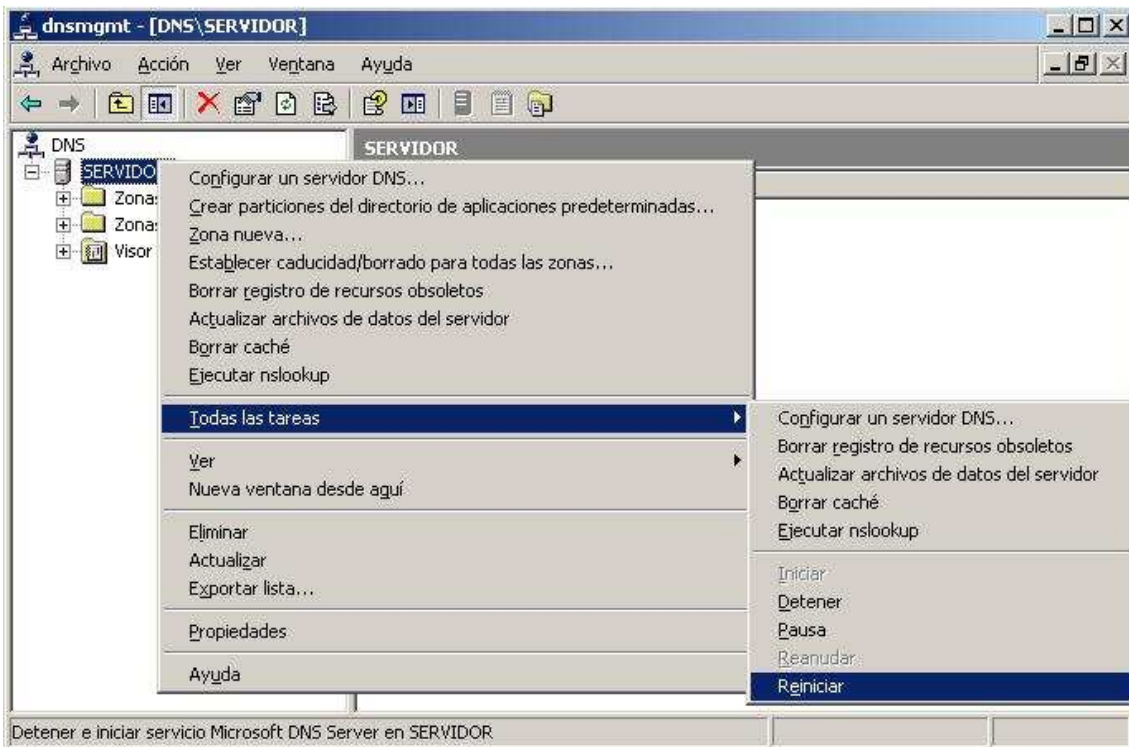 dnsmgmt - [DNS\SERVIDOR]
Archivo Acción Ver Ventana Ayuda
DNS
SERVIDOR
SERVIDO
Zonas
Zonas
Visor
Configurar un servidor DNS...
Crear particiones del directorio de aplicaciones predeterminadas...
Zona nueva...
Establecer caducidad/borrado para todas las zonas...
Borrar registro de recursos obsoletos
Actualizar archivos de datos del servidor
Borrar caché
Ejecutar nslookup
Todas las tareas
Ver
Nueva ventana desde aquí
Eliminar
Actualizar
Exportar lista...
Propiedades
Ayuda
Configurar un servidor DNS...
Borrar registro de recursos obsoletos
Actualizar archivos de datos del servidor
Borrar caché
Ejecutar nslookup
Iniciar
Detener
Pausa
Reanudar
Reiniciar
Detener e iniciar servicio Microsoft DNS Server en SERVIDOR